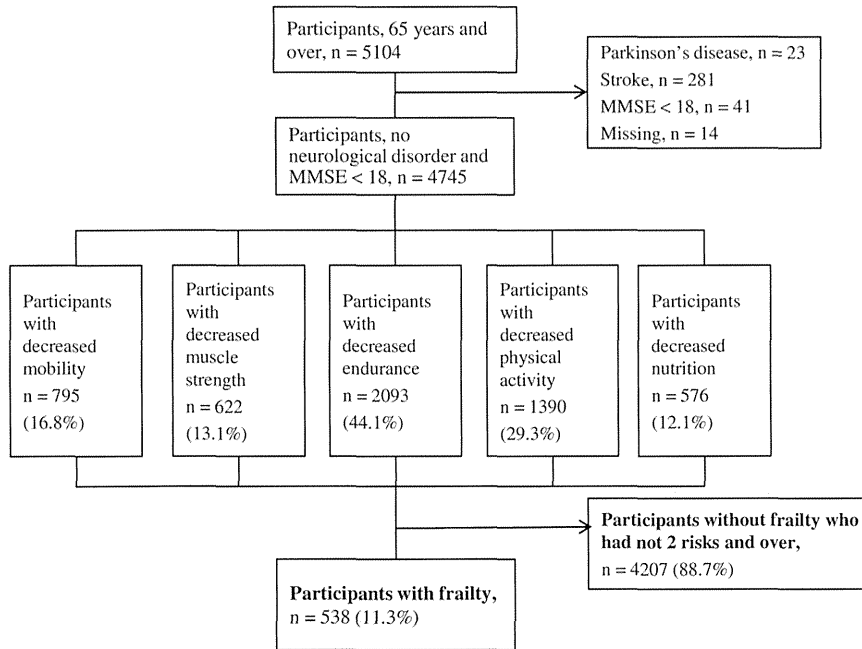 Participants, 65 years and
over, n = 5104
Parkinson's disease, n = 23
Stroke, n = 281
MMSE < 18, n = 41
Missing, n = 14
Participants, no
neurological disorder and
MMSE < 18, n = 4745
Participants
with
decreased
mobility
n = 795
(16.8%)
Participants
with
decreased
muscle
strength
n = 622
(13.1%)
Participants
with
decreased
endurance
n = 2093
(44.1%)
Participants
with
decreased
physical
activity
n = 1390
(29.3%)
Participants
with
decreased
nutrition
n = 576
(12.1%)
Participants without frailty who
had not 2 risks and over,
n = 4207 (88.7%)
Participants with frailty,
n = 538 (11.3%)